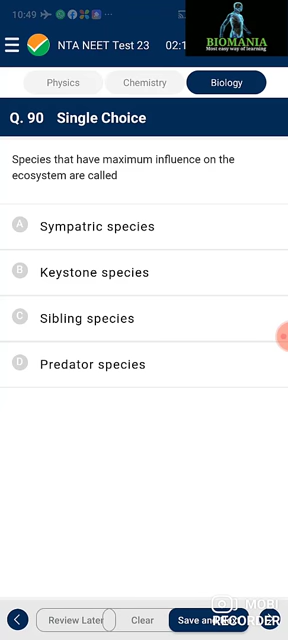 10:49
BIOMANIA
Most easy way of learning
NTA NEET Test 23
02:1
Physics
Chemistry
Biology
Q. 90 Single Choice
Species that have maximum influence on the
ecosystem are called
A Sympatric species
B Keystone species
C Sibling species
D Predator species
MOBI
RECORDER
Review Later
Clear
Save an